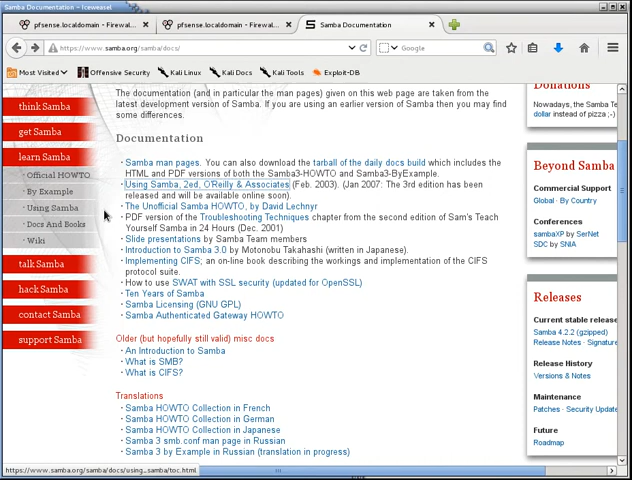 Samba Documentation - Iceweasel
pfsense.localdomain - Firewal...
pfsense.localdomain - Firewal...
Samba Documentation
https://www.samba.org/samba/docs/
Google
Most Visited
Offensive Security
Kali Linux
Kali Docs
Kali Tools
Exploit-DB
think Samba
get Samba
learn Samba
· Official HOWTO
· By Example
· Using Samba
· Docs And Books
· Wiki
talk Samba
hack Samba
contact Samba
support Samba
The documentation (and in particular the man pages) given on this web page are taken from the
latest development version of Samba. If you are using an earlier version of Samba then you may find
some differences.
Documentation
· Samba man pages. You can also download the tarball of the daily docs build which includes the
HTML and PDF versions of both the Samba3-HOWTO and Samba3-ByExample.
· Using Samba, 2ed, O'Reilly & Associates (Feb. 2003). (Jan 2007: The 3rd edition has been
released and will be available online soon).
· The Unofficial Samba HOWTO, by David Lechnyr
· PDF version of the Troubleshooting Techniques chapter from the second edition of Sam's Teach
Yourself Samba in 24 Hours (Dec. 2001)
· Slide presentations by Samba Team members
· Introduction to Samba 3.0 by Motonobu Takahashi (written in Japanese).
· Implementing CIFS; an on-line book describing the workings and implementation of the CIFS
protocol suite.
· How to use SWAT with SSL security (updated for OpenSSL)
· Ten Years of Samba
· Samba Licensing (GNU GPL)
· Samba Authenticated Gateway HOWTO
Older (but hopefully still valid) misc docs
· An Introduction to Samba
· What is SMB?
· What is CIFS?
Translations
· Samba HOWTO Collection in French
· Samba HOWTO Collection in German
· Samba HOWTO Collection in Japanese
· Samba 3 smb.conf man page in Russian
· Samba 3 by Example in Russian (translation in progress)
Donations
Nowadays, the Samba Te
dollar instead of pizza ;-)
Beyond Samba
Commercial Support
Global · By Country
Conferences
sambaXP by SerNet
SDC by SNIA
Releases
Current stable release
Samba 4.2.2 (gzipped)
Release Notes · Signature
Release History
Versions & Notes
Maintenance
Patches · Security Update
Future
Roadmap
https://www.samba.org/samba/docs/using_samba/toc.html